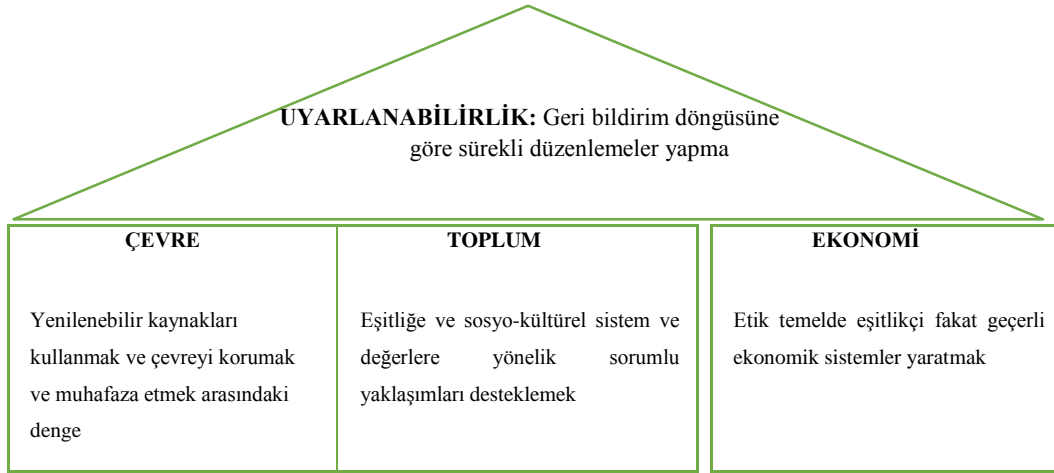 UYARLANABİLİRLİK: Geri bildirim döngüsüne
göre sürekli düzenlemeler yapma
ÇEVRE
Yenilenebilir kaynakları
kullanmak ve çevreyi korumak
ve muhafaza etmek arasındaki
denge
TOPLUM
Eşitliğe ve sosyo-kültürel sistem ve
değerlere yönelik sorumlu
yaklaşımları desteklemek
EKONOMİ
Etik temelde eşitlikçi fakat geçerli
ekonomik sistemler yaratmak